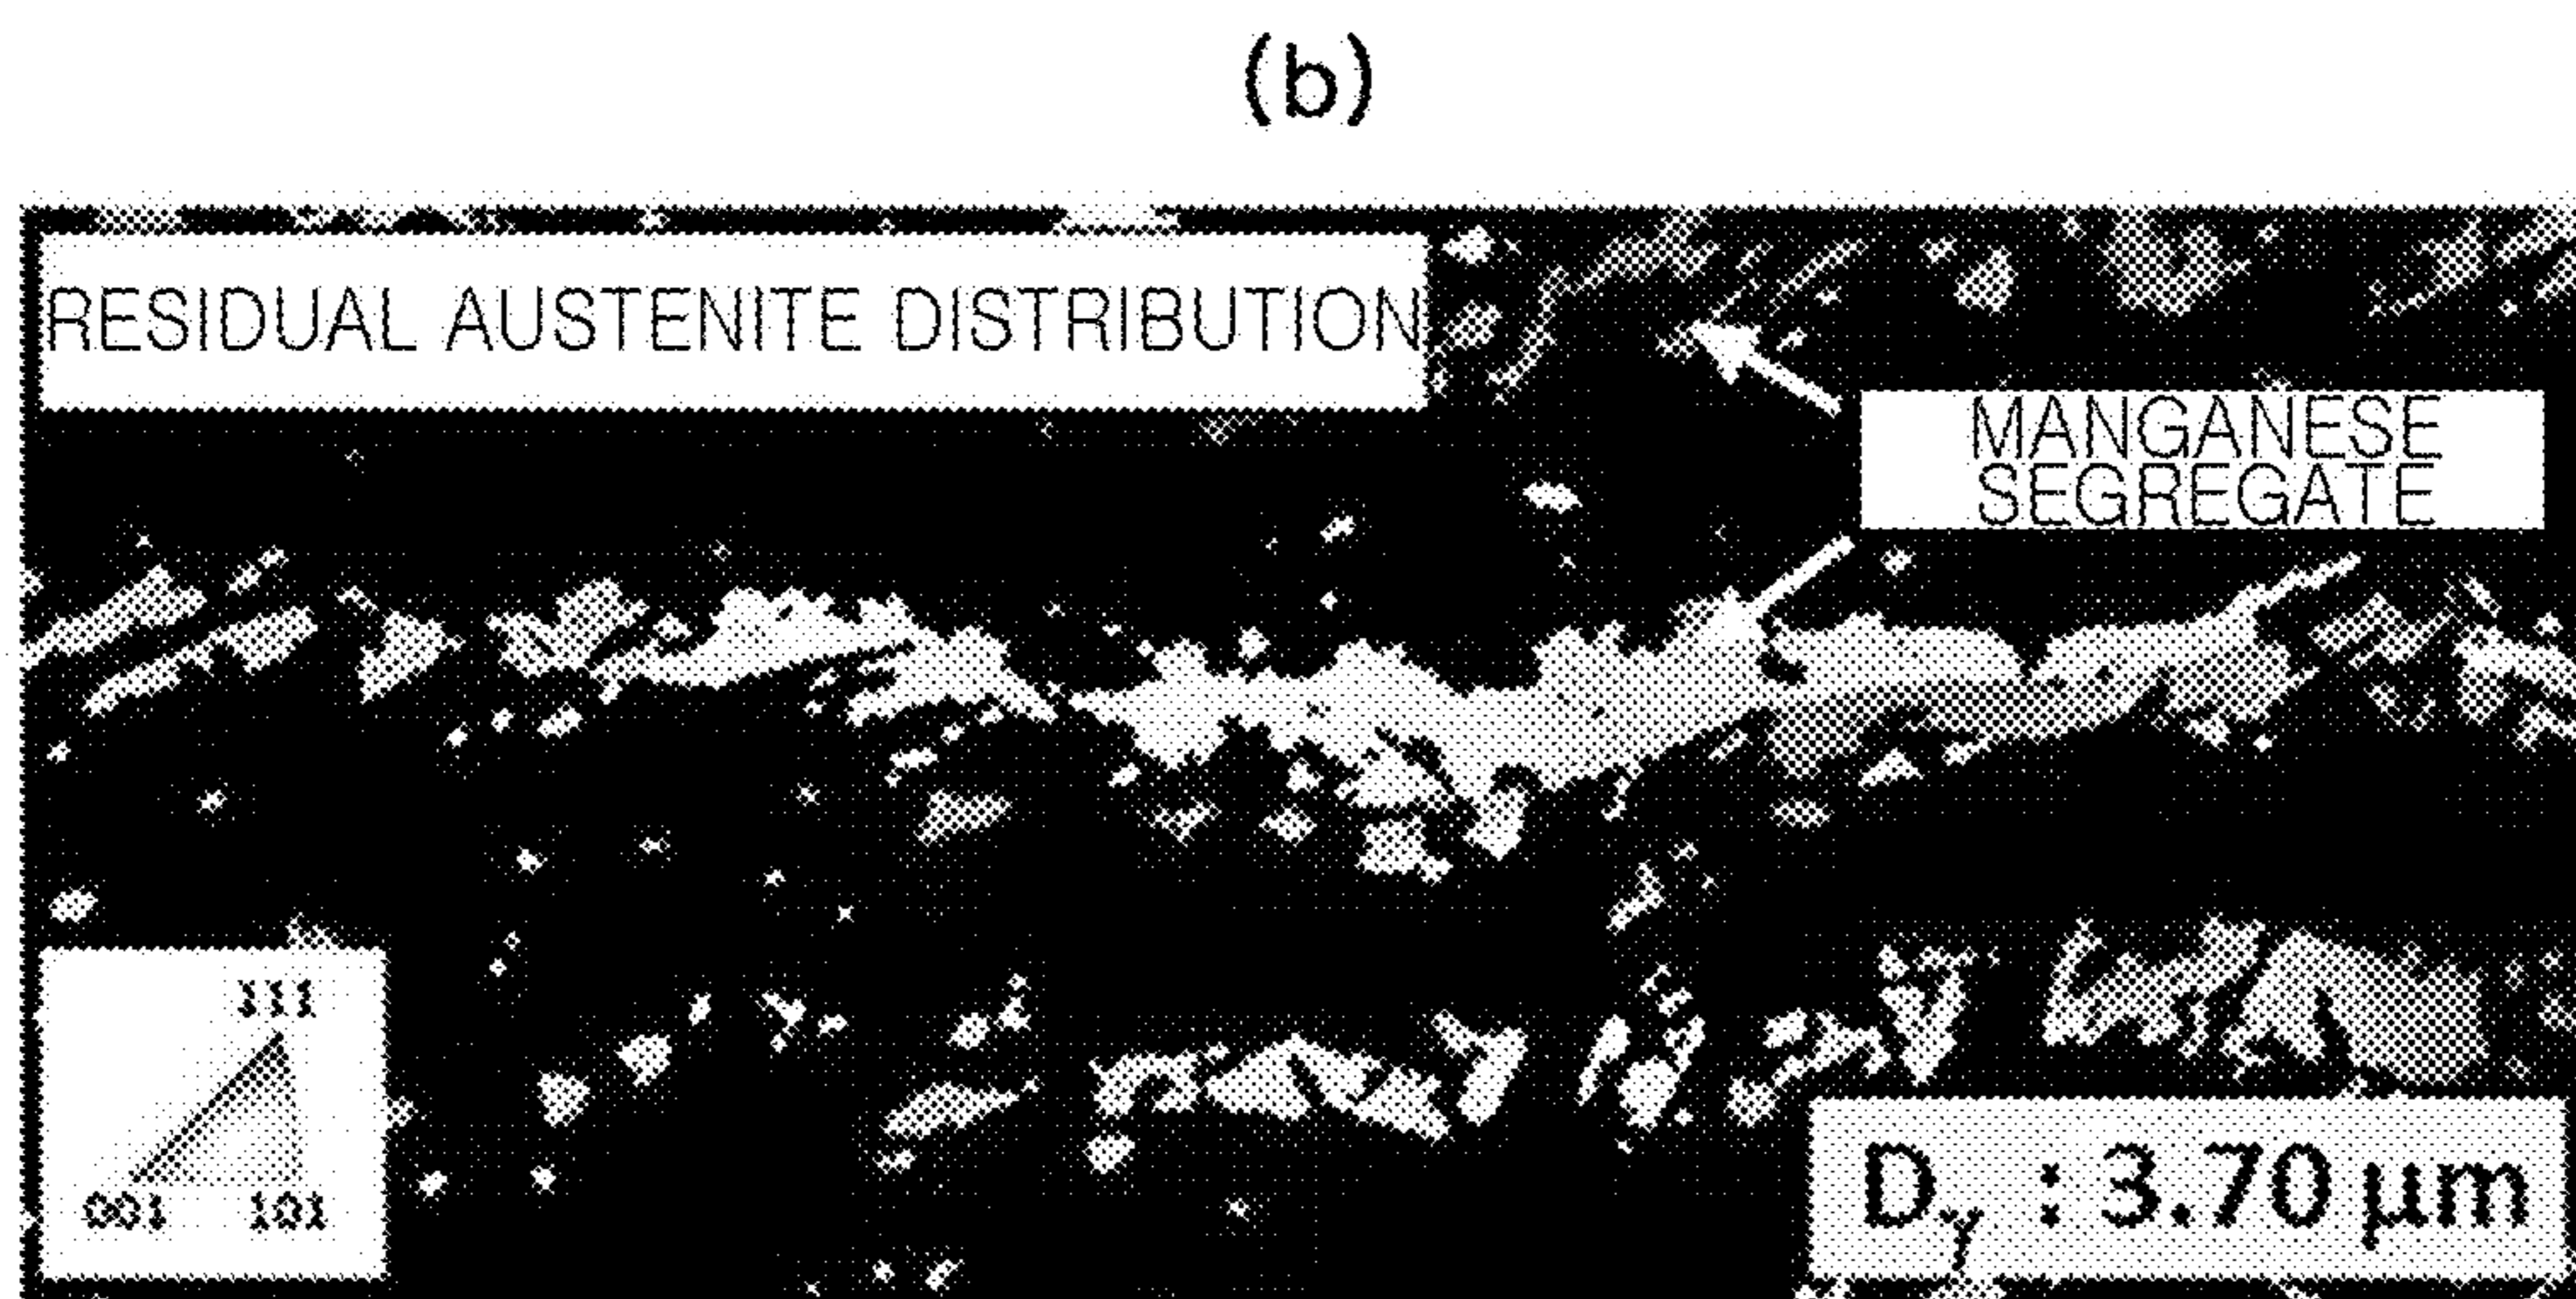 (b)
RESIDUAL AUSTENITE DISTRIBUTION
MANGANESE
SEGREGATE
111
001 101
Dγ : 3.70 μm